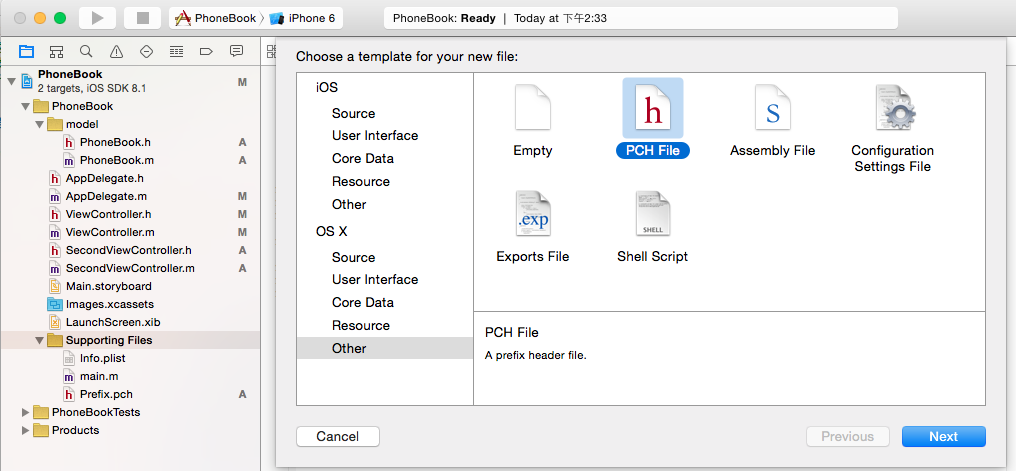 PhoneBook
iPhone 6
PhoneBook: Ready | Today at 下午2:33
PhoneBook
2 targets, iOS SDK 8.1
M
PhoneBook
model
PhoneBook.h
A
PhoneBook.m
A
AppDelegate.h
AppDelegate.m
M
ViewController.h
M
ViewController.m
M
SecondViewController.h
A
SecondViewController.m
A
Main.storyboard
Images.xcassets
LaunchScreen.xib
Supporting Files
Info.plist
main.m
Prefix.pch
A
PhoneBookTests
Products
Choose a template for your new file:
iOS
Source
User Interface
Core Data
Resource
Other
OS X
Source
User Interface
Core Data
Resource
Other
Empty
h
PCH File
S
Assembly File
Configuration
Settings File
.exp
Exports File
SHELL
Shell Script
PCH File
A prefix header file.
Cancel
Previous
Next